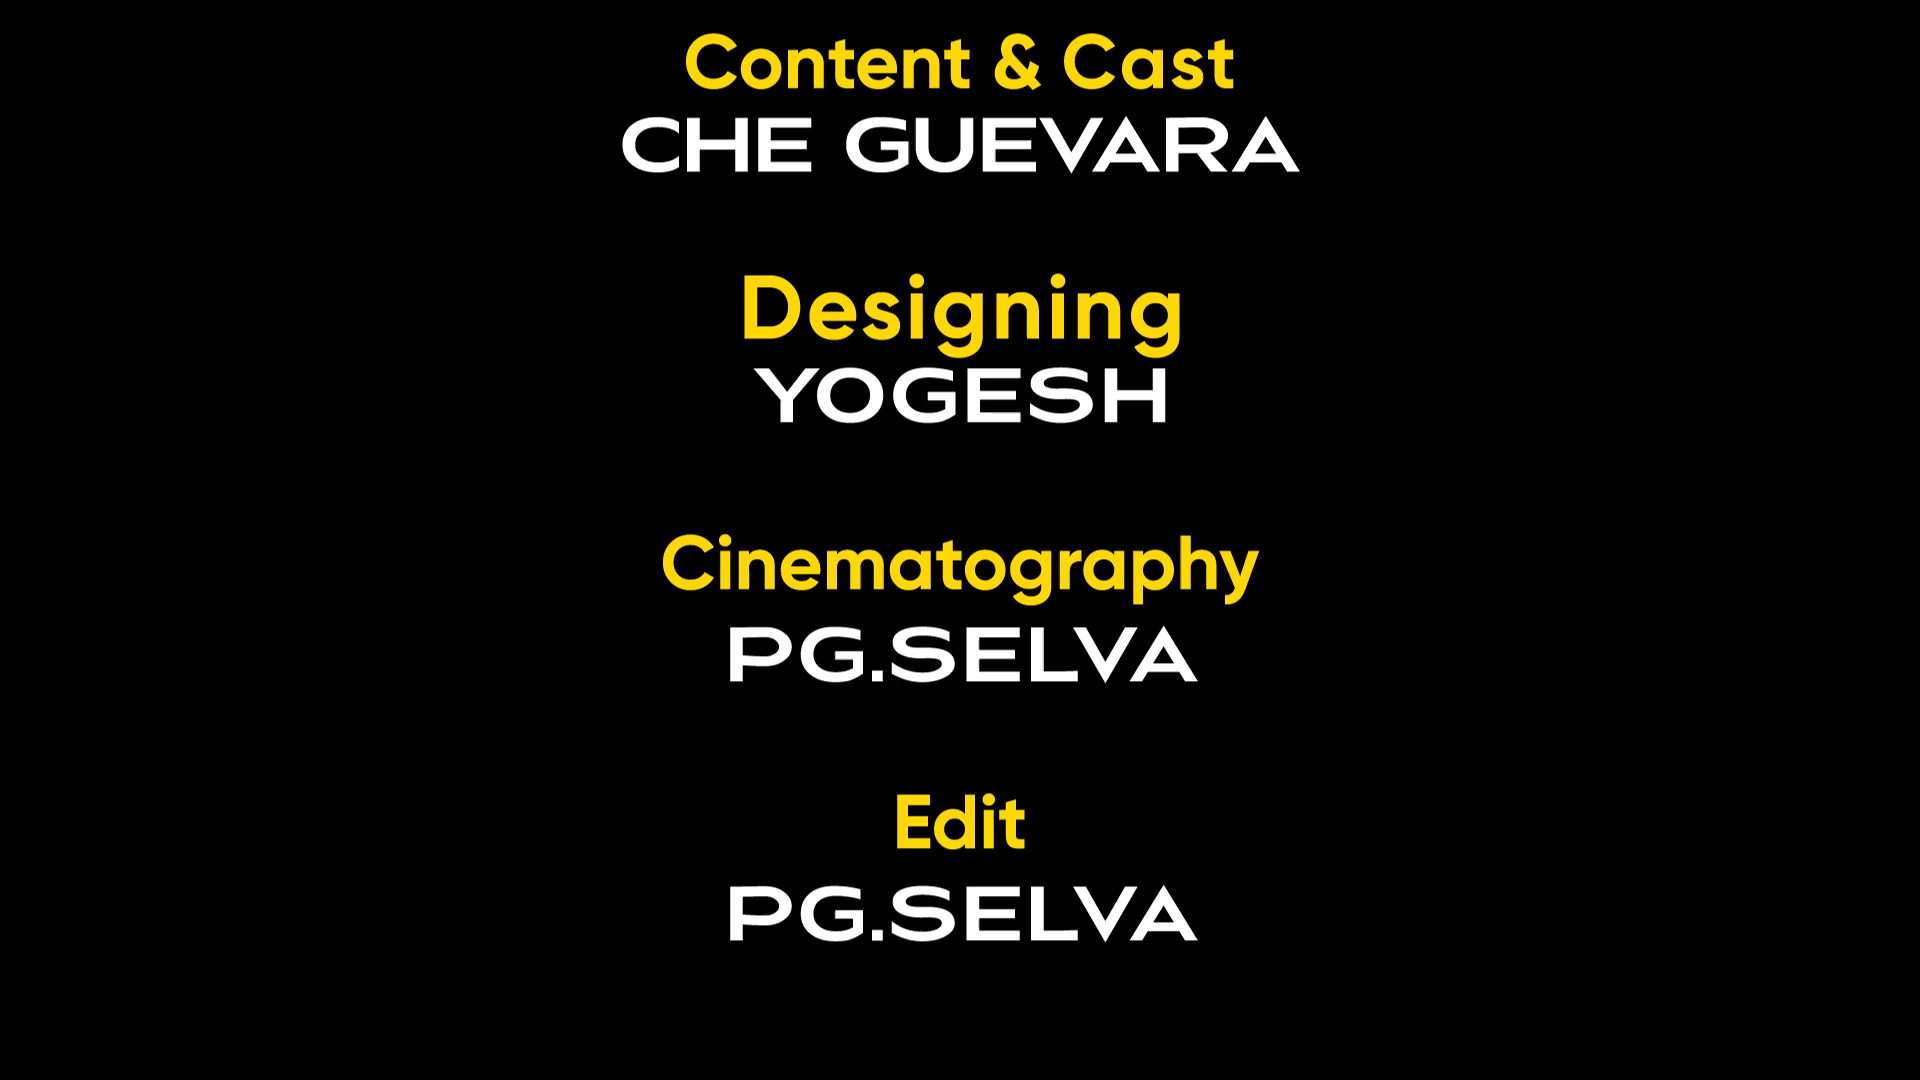 Content & Cast
CHE GUEVARA
Designing
YOGESH
Cinematography
PG.SELVA
Edit
PG.SELVA